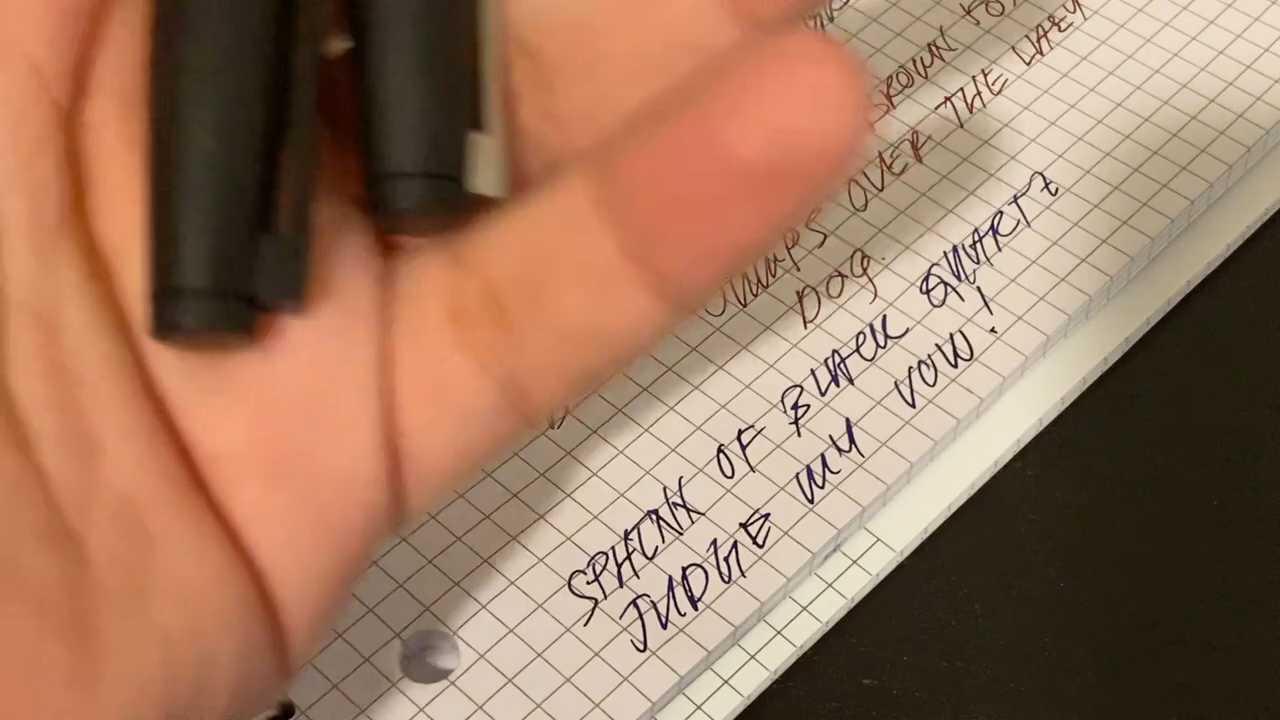 BROWN FOX
JUMPS OVER THE LAZY
DOG.
SPHINX OF BLACK QUARTZ
JUDGE MY VOW!